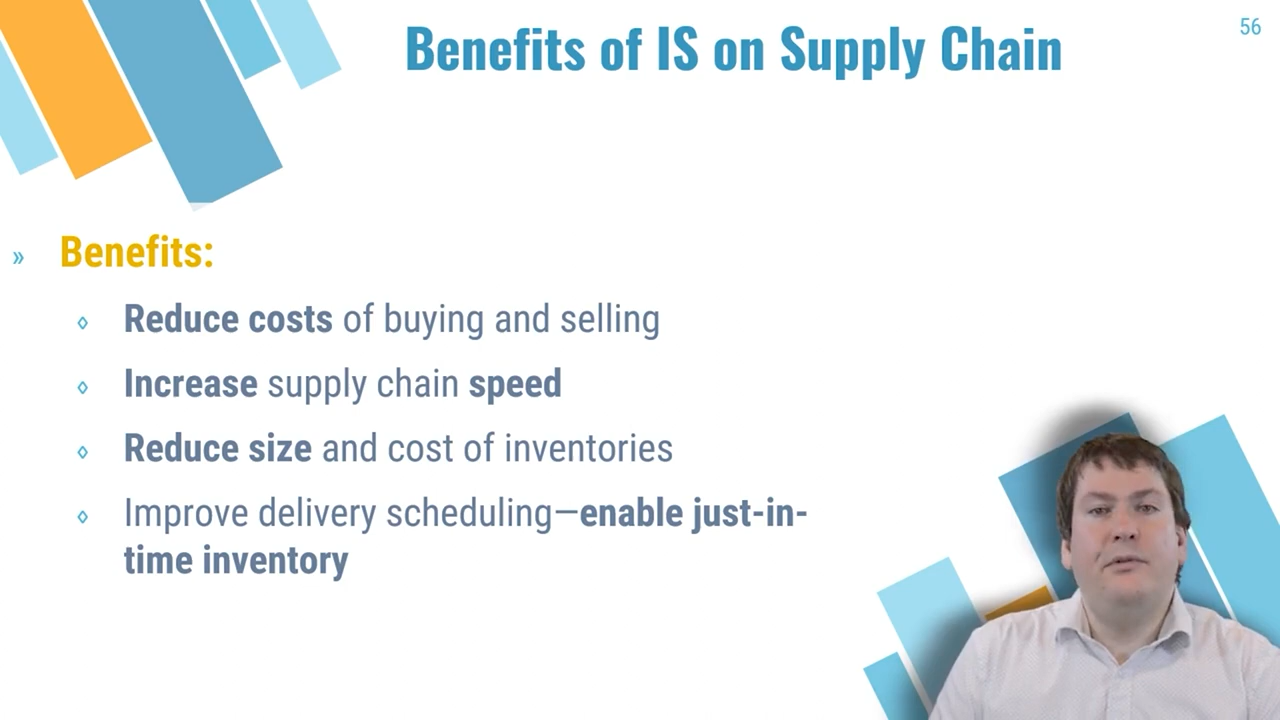 Benefits of IS on Supply Chain
56
» Benefits:
◊ Reduce costs of buying and selling
◊ Increase supply chain speed
◊ Reduce size and cost of inventories
◊ Improve delivery scheduling—enable just-in-
time inventory